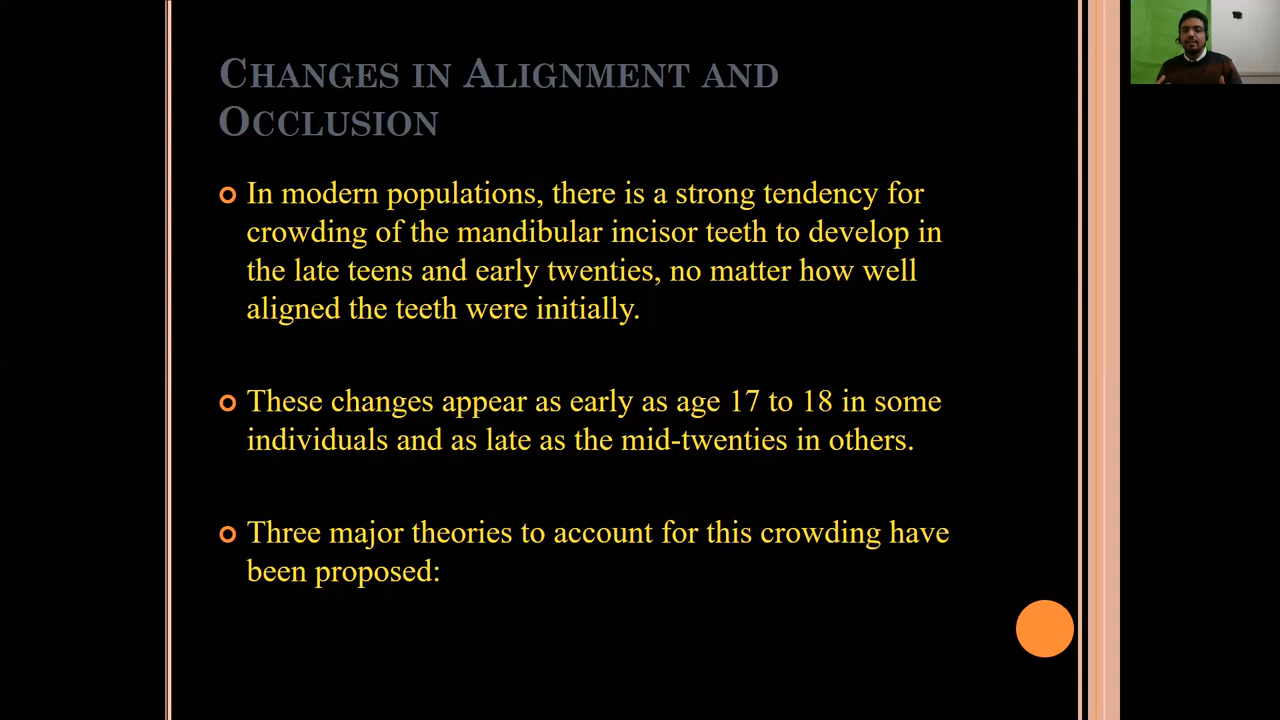 Changes in Alignment and
Occlusion
In modern populations, there is a strong tendency for
crowding of the mandibular incisor teeth to develop in
the late teens and early twenties, no matter how well
aligned the teeth were initially.
These changes appear as early as age 17 to 18 in some
individuals and as late as the mid-twenties in others.
Three major theories to account for this crowding have
been proposed: